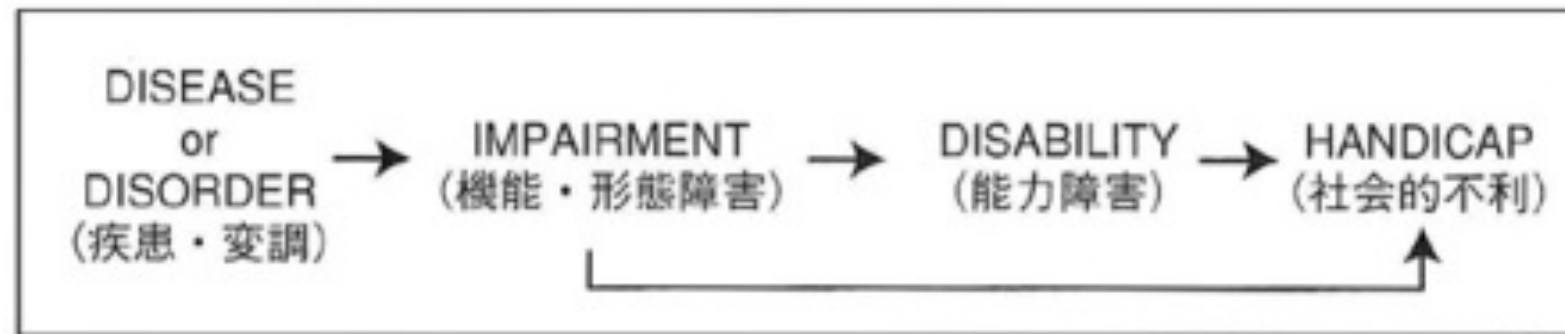 DISEASE
or
DISORDER
(疾患・変調)
IMPAIRMENT
(機能・形態障害)
DISABILITY
(能力障害)
HANDICAP
(社会的不利)